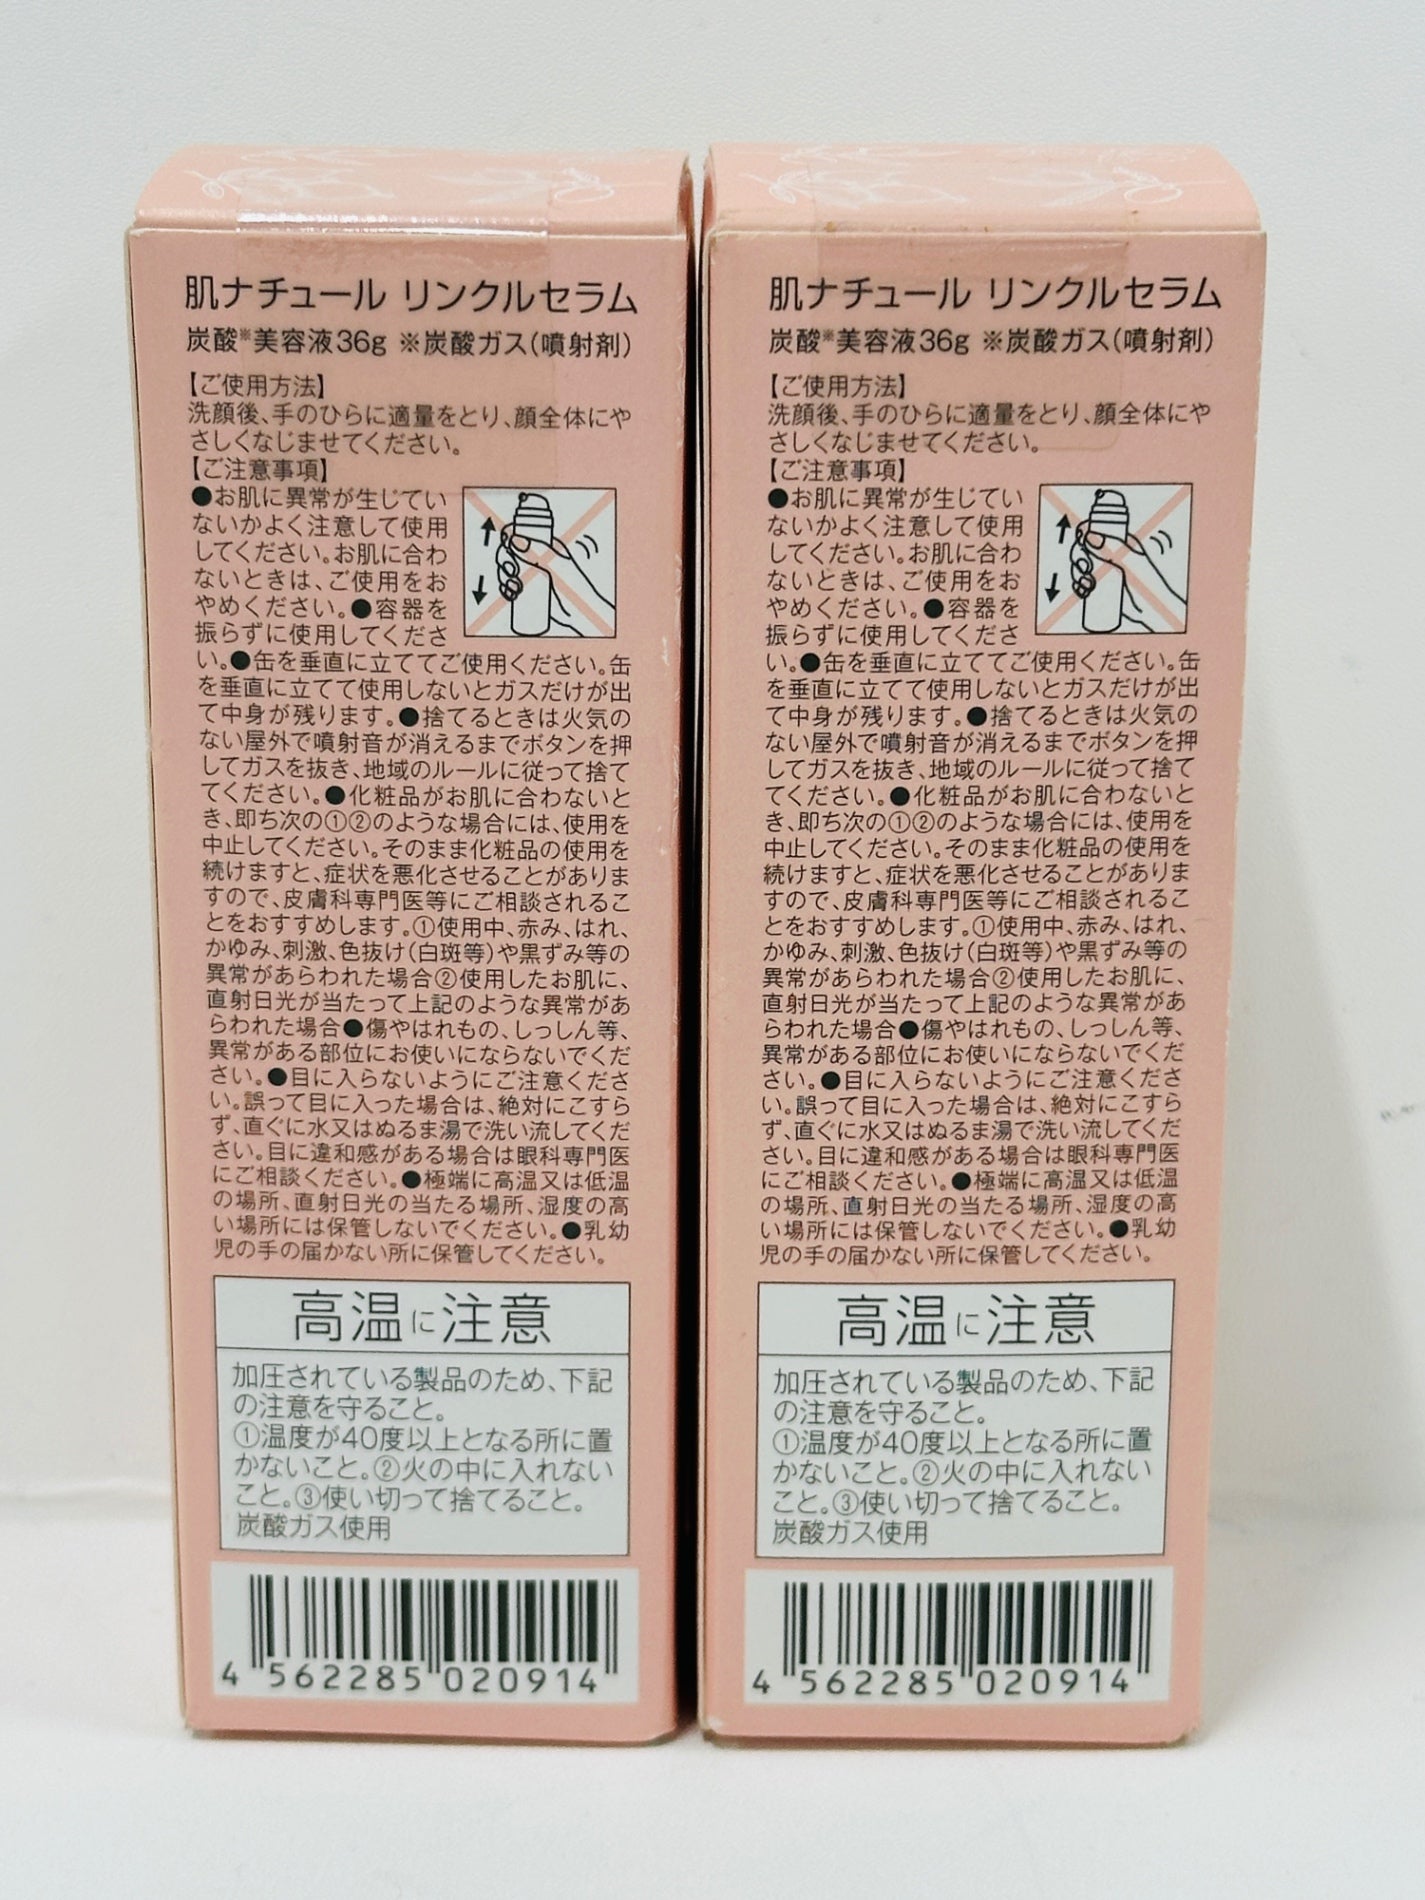 肌ナチュール リンクルセラム
炭酸※美容液36g ※炭酸ガス(噴射剤)
【ご使用方法】
洗顔後、手のひらに適量をとり、顔全体にや
さしくなじませてください。
【ご注意事項】
●お肌に異常が生じてい
ないかよく注意して使用
してください。お肌に合わ
ないときは、ご使用をお
やめください。●容器を
振らずに使用してくださ
い。●缶を垂直に立ててご使用ください。缶
を垂直に立てて使用しないとガスだけが出
て中身が残ります。●捨てるときは火気の
ない屋外で噴射音が消えるまでボタンを押
してガスを抜き、地域のルールに従って捨て
てください。●化粧品がお肌に合わないと
き、即ち次の①②のような場合には、使用を
中止してください。そのまま化粧品の使用を
続けますと、症状を悪化させることがありま
すので、皮膚科専門医等にご相談されるこ
とをおすすめします。①使用中、赤み、はれ、
かゆみ、刺激、色抜け(白斑等)や黒ずみ等の
異常があらわれた場合②使用したお肌に、
直射日光が当たって上記のような異常があ
らわれた場合●傷やはれもの、しっしん等、
異常がある部位にお使いにならないでくだ
さい。●目に入らないようにご注意くださ
い。誤って目に入った場合は、絶対にこすら
ず、直ぐに水又はぬるま湯で洗い流してくだ
さい。目に違和感がある場合は眼科専門医
にご相談ください。●極端に高温又は低温
の場所、直射日光の当たる場所、湿度の高
い場所には保管しないでください。●乳幼
児の手の届かない所に保管してください。
高温に注意
加圧されている製品のため、下記
の注意を守ること。
①温度が40度以上となる所に置
かないこと。②火の中に入れない
こと。③使い切って捨てること。
炭酸ガス使用
4 562285 020914
肌ナチュール リンクルセラム
炭酸※美容液36g ※炭酸ガス(噴射剤)
【ご使用方法】
洗顔後、手のひらに適量をとり、顔全体にや
さしくなじませてください。
【ご注意事項】
●お肌に異常が生じてい
ないかよく注意して使用
してください。お肌に合わ
ないときは、ご使用をお
やめください。●容器を
振らずに使用してくださ
い。●缶を垂直に立ててご使用ください。缶
を垂直に立てて使用しないとガスだけが出
て中身が残ります。●捨てるときは火気の
ない屋外で噴射音が消えるまでボタンを押
してガスを抜き、地域のルールに従って捨て
てください。●化粧品がお肌に合わないと
き、即ち次の①②のような場合には、使用を
中止してください。そのまま化粧品の使用を
続けますと、症状を悪化させることがありま
すので、皮膚科専門医等にご相談されるこ
とをおすすめします。①使用中、赤み、はれ、
かゆみ、刺激、色抜け(白斑等)や黒ずみ等の
異常があらわれた場合②使用したお肌に、
直射日光が当たって上記のような異常があ
らわれた場合●傷やはれもの、しっしん等、
異常がある部位にお使いにならないでくだ
さい。●目に入らないようにご注意くださ
い。誤って目に入った場合は、絶対にこすら
ず、直ぐに水又はぬるま湯で洗い流してくだ
さい。目に違和感がある場合は眼科専門医
にご相談ください。●極端に高温又は低温
の場所、直射日光の当たる場所、湿度の高
い場所には保管しないでください。●乳幼
児の手の届かない所に保管してください。
高温に注意
加圧されている製品のため、下記
の注意を守ること。
①温度が40度以上となる所に置
かないこと。②火の中に入れない
こと。③使い切って捨てること。
炭酸ガス使用
4 562285 020914